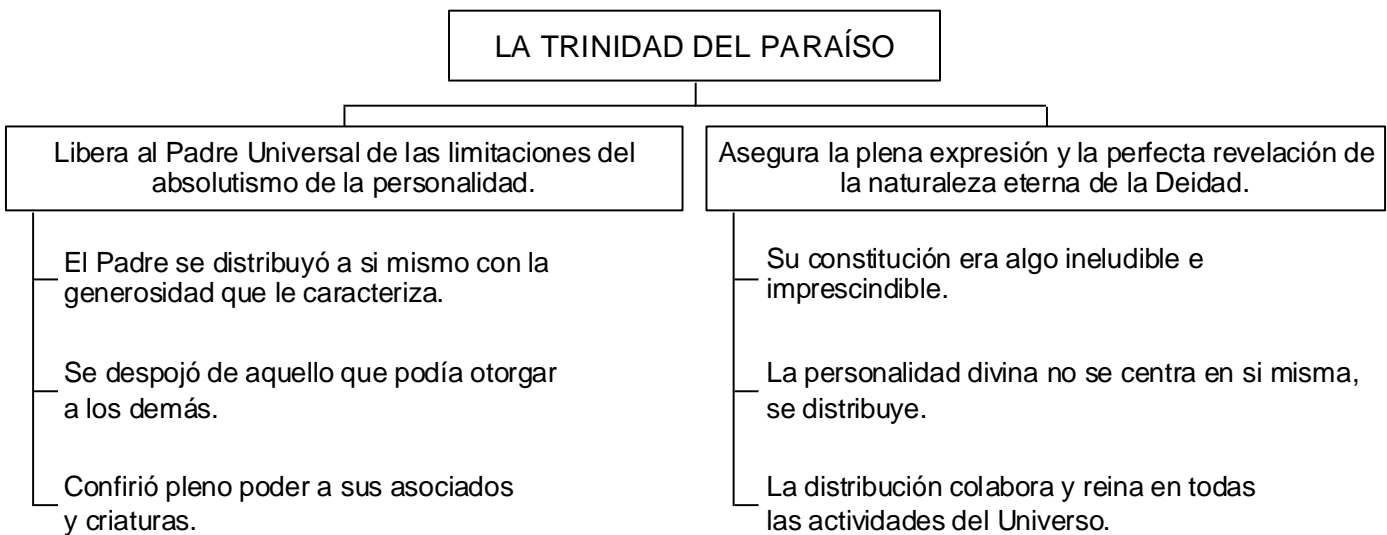 LA TRINIDAD DEL PARAÍSO
Libera al Padre Universal de las limitaciones del
absolutismo de la personalidad.
El Padre se distribuyó a si mismo con la
generosidad que le caracteriza.
Se despojó de aquello que podía otorgar
a los demás.
Confirió pleno poder a sus asociados
y criaturas.
Asegura la plena expresión y la perfecta revelación de
la naturaleza eterna de la Deidad.
Su constitución era algo ineludible e
imprescindible.
La personalidad divina no se centra en si misma,
se distribuye.
La distribución colabora y reina en todas
las actividades del Universo.